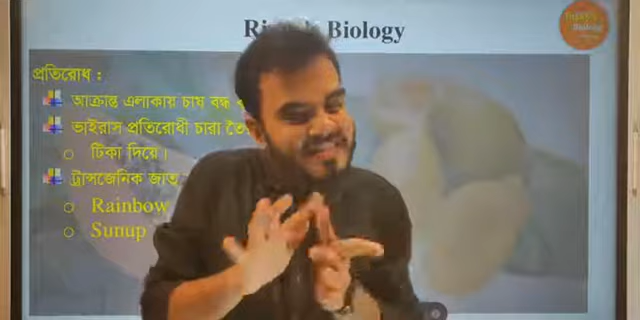 Biology
প্রতিরোধ :
আক্রান্ত এলাকায় চাষ বন্ধ
ভাইরাস প্রতিরোধী চারা
টিকা দিয়ে।
ট্রান্সজেনিক জাত
Rainbow
Sunup